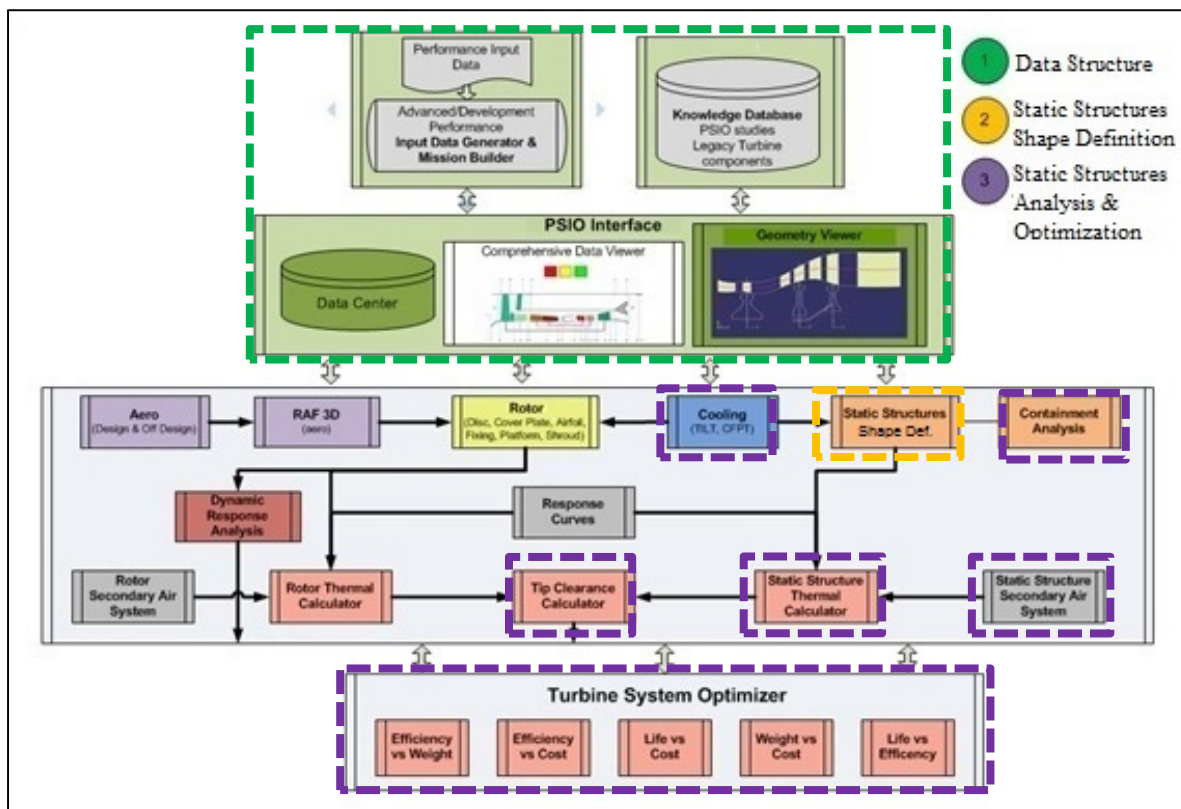 Performance Input
Data
Advanced/Development
Performance
Input Data Generator &
Mission Builder
Knowledge Database
PSIO studies
Legacy Turbine
components
1
Data Structure
2
Static Structures
Shape Definition
3
Static Structures
Analysis &
Optimization
PSIO Interface
Data Center
Comprehensive Data Viewer
Geometry Viewer
Aero
(Design & Off Design)
RAF 3D
(aero)
Rotor
(Disc, Cover Plate, Airfoil,
Fixing, Platform, Shroud)
Cooling
(TILT, CFPT)
Static Structures
Shape Def.
Containment
Analysis
Dynamic
Response
Analysis
Response
Curves
Rotor
Secondary Air
System
Rotor Thermal
Calculator
Tip Clearance
Calculator
Static Structure
Thermal
Calculator
Static Structure
Secondary Air
System
Turbine System Optimizer
Efficiency
vs Weight
Efficiency
vs Cost
Life vs
Cost
Weight vs
Cost
Life vs
Efficency